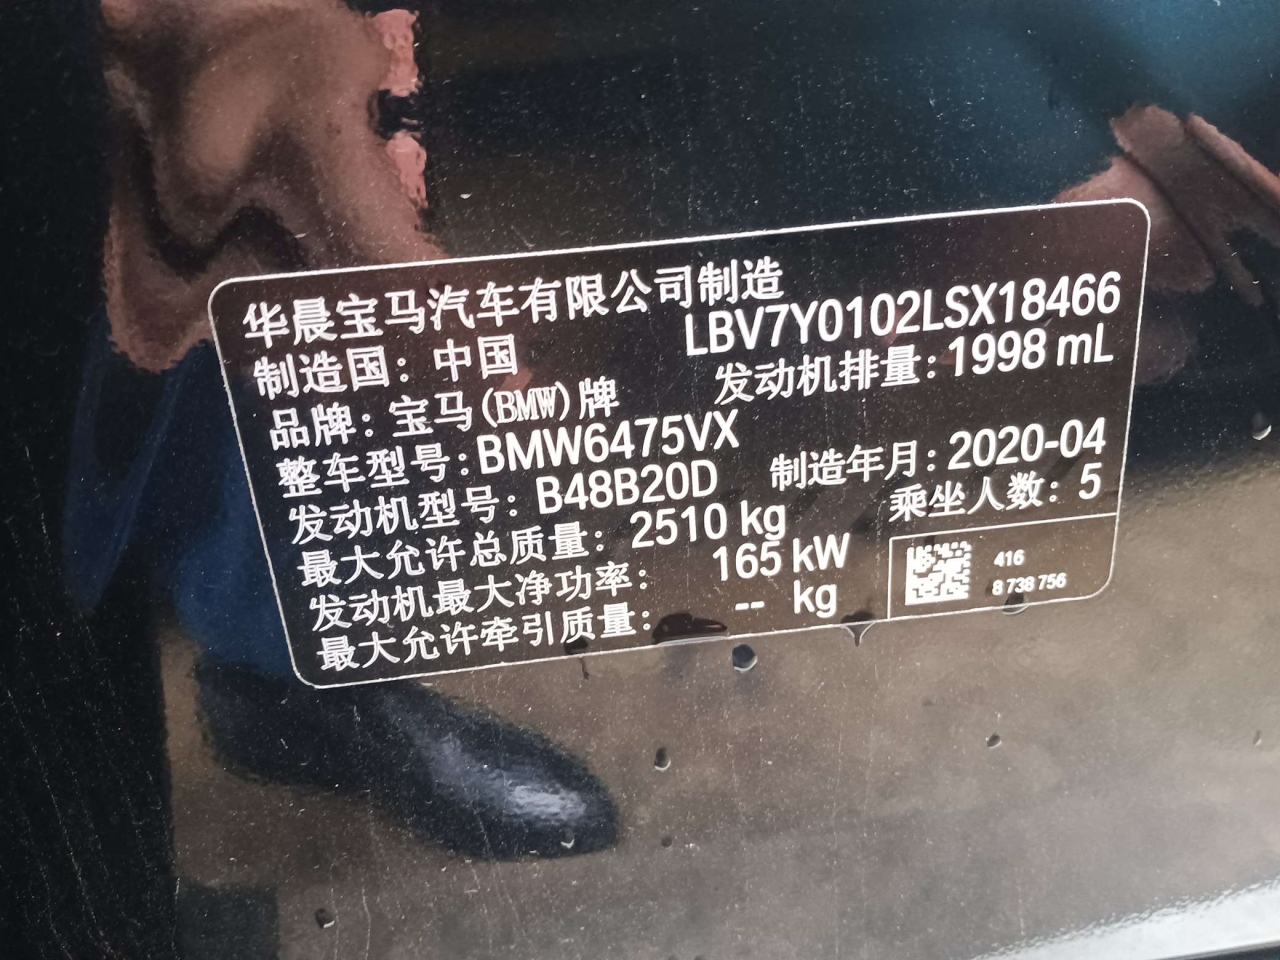 华晨宝马汽车有限公司制造
制造国：中国 LBV7Y0102LSX18466
品牌：宝马(BMW)牌 发动机排量：1998 mL
整车型号：BMW6475VX
发动机型号：B48B20D 制造年月：2020-04
最大允许总质量：2510 kg 乘坐人数：5
发动机最大净功率：165 kW
最大允许牵引质量：-- kg
416
8 738 756